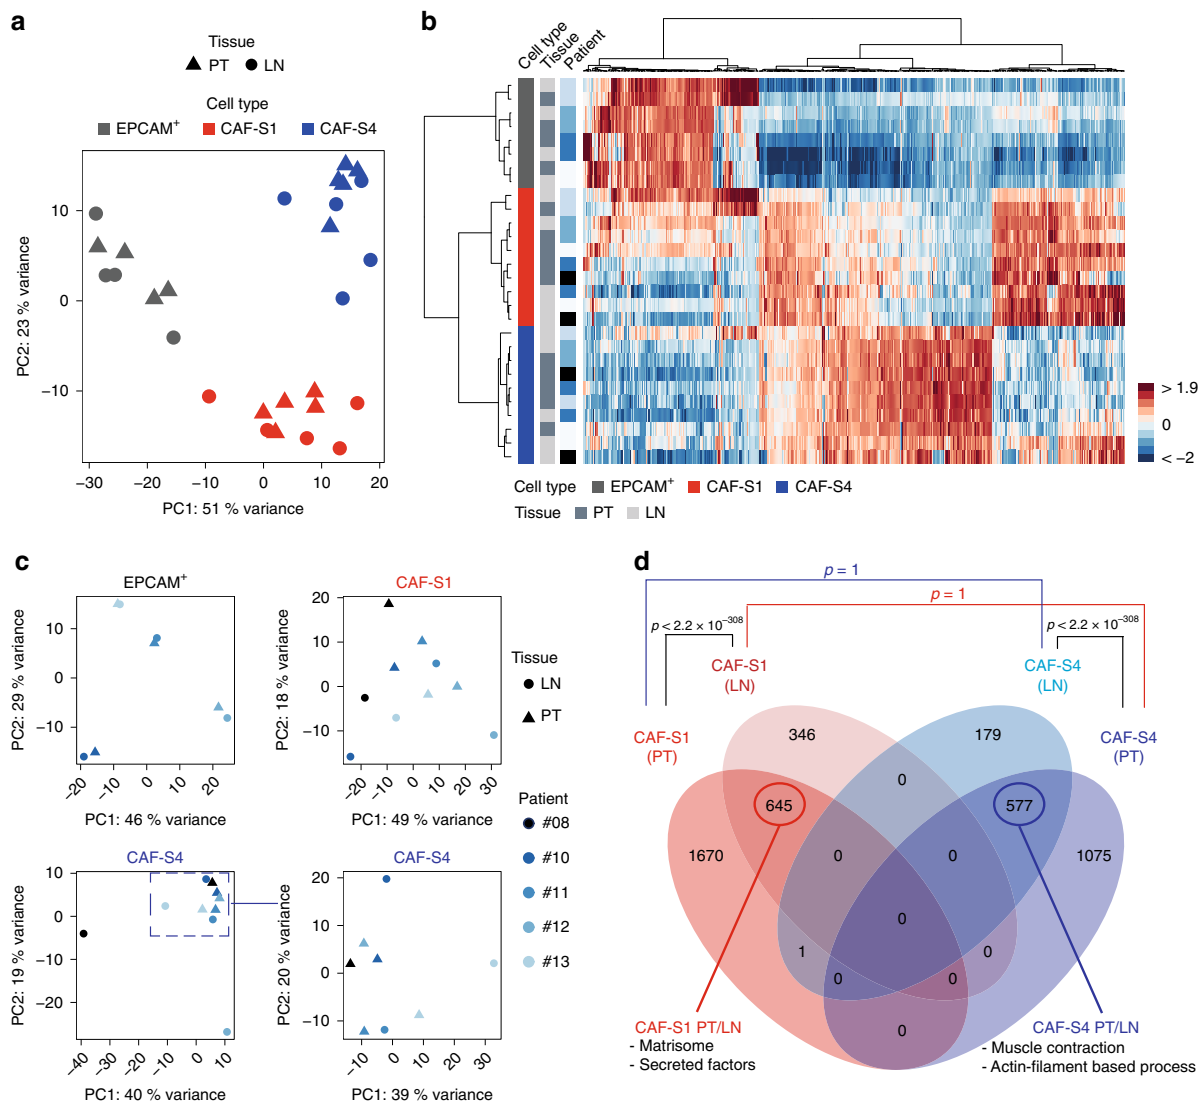 a
Tissue
PT LN
Cell type
EPCAM+ CAF-S1 CAF-S4
PC2: 23 % variance
10
0
−10
−30 −20 −10 0 10 20
PC1: 51 % variance
b
Cell type
Tissue
Patient
> 1.9
0
< −2
Cell type EPCAM+ CAF-S1 CAF-S4
Tissue PT LN
c
EPCAM+
PC2: 29 % variance
10
0
−10
−20 −10 0 10 20
PC1: 46 % variance
CAF-S1
PC2: 18 % variance
20
10
0
−10
−20 −10 0 10 20 30
PC1: 49 % variance
Tissue
LN
PT
Patient
#08
#10
#11
#12
#13
CAF-S4
PC2: 19 % variance
10
0
−10
−20
−40 −30 −20 −10 0 10
PC1: 40 % variance
CAF-S4
PC2: 20 % variance
20
10
0
−10
−10 0 10 20 30
PC1: 39 % variance
d
p = 1
p = 1
p < 2.2 × 10−308
p < 2.2 × 10−308
CAF-S1
(LN)
CAF-S4
(LN)
CAF-S1
(PT)
CAF-S4
(PT)
346
179
0
645
577
1670
0
0
1075
0
1
0
0
0
0
CAF-S1 PT/LN
- Matrisome
- Secreted factors
CAF-S4 PT/LN
- Muscle contraction
- Actin-filament based process